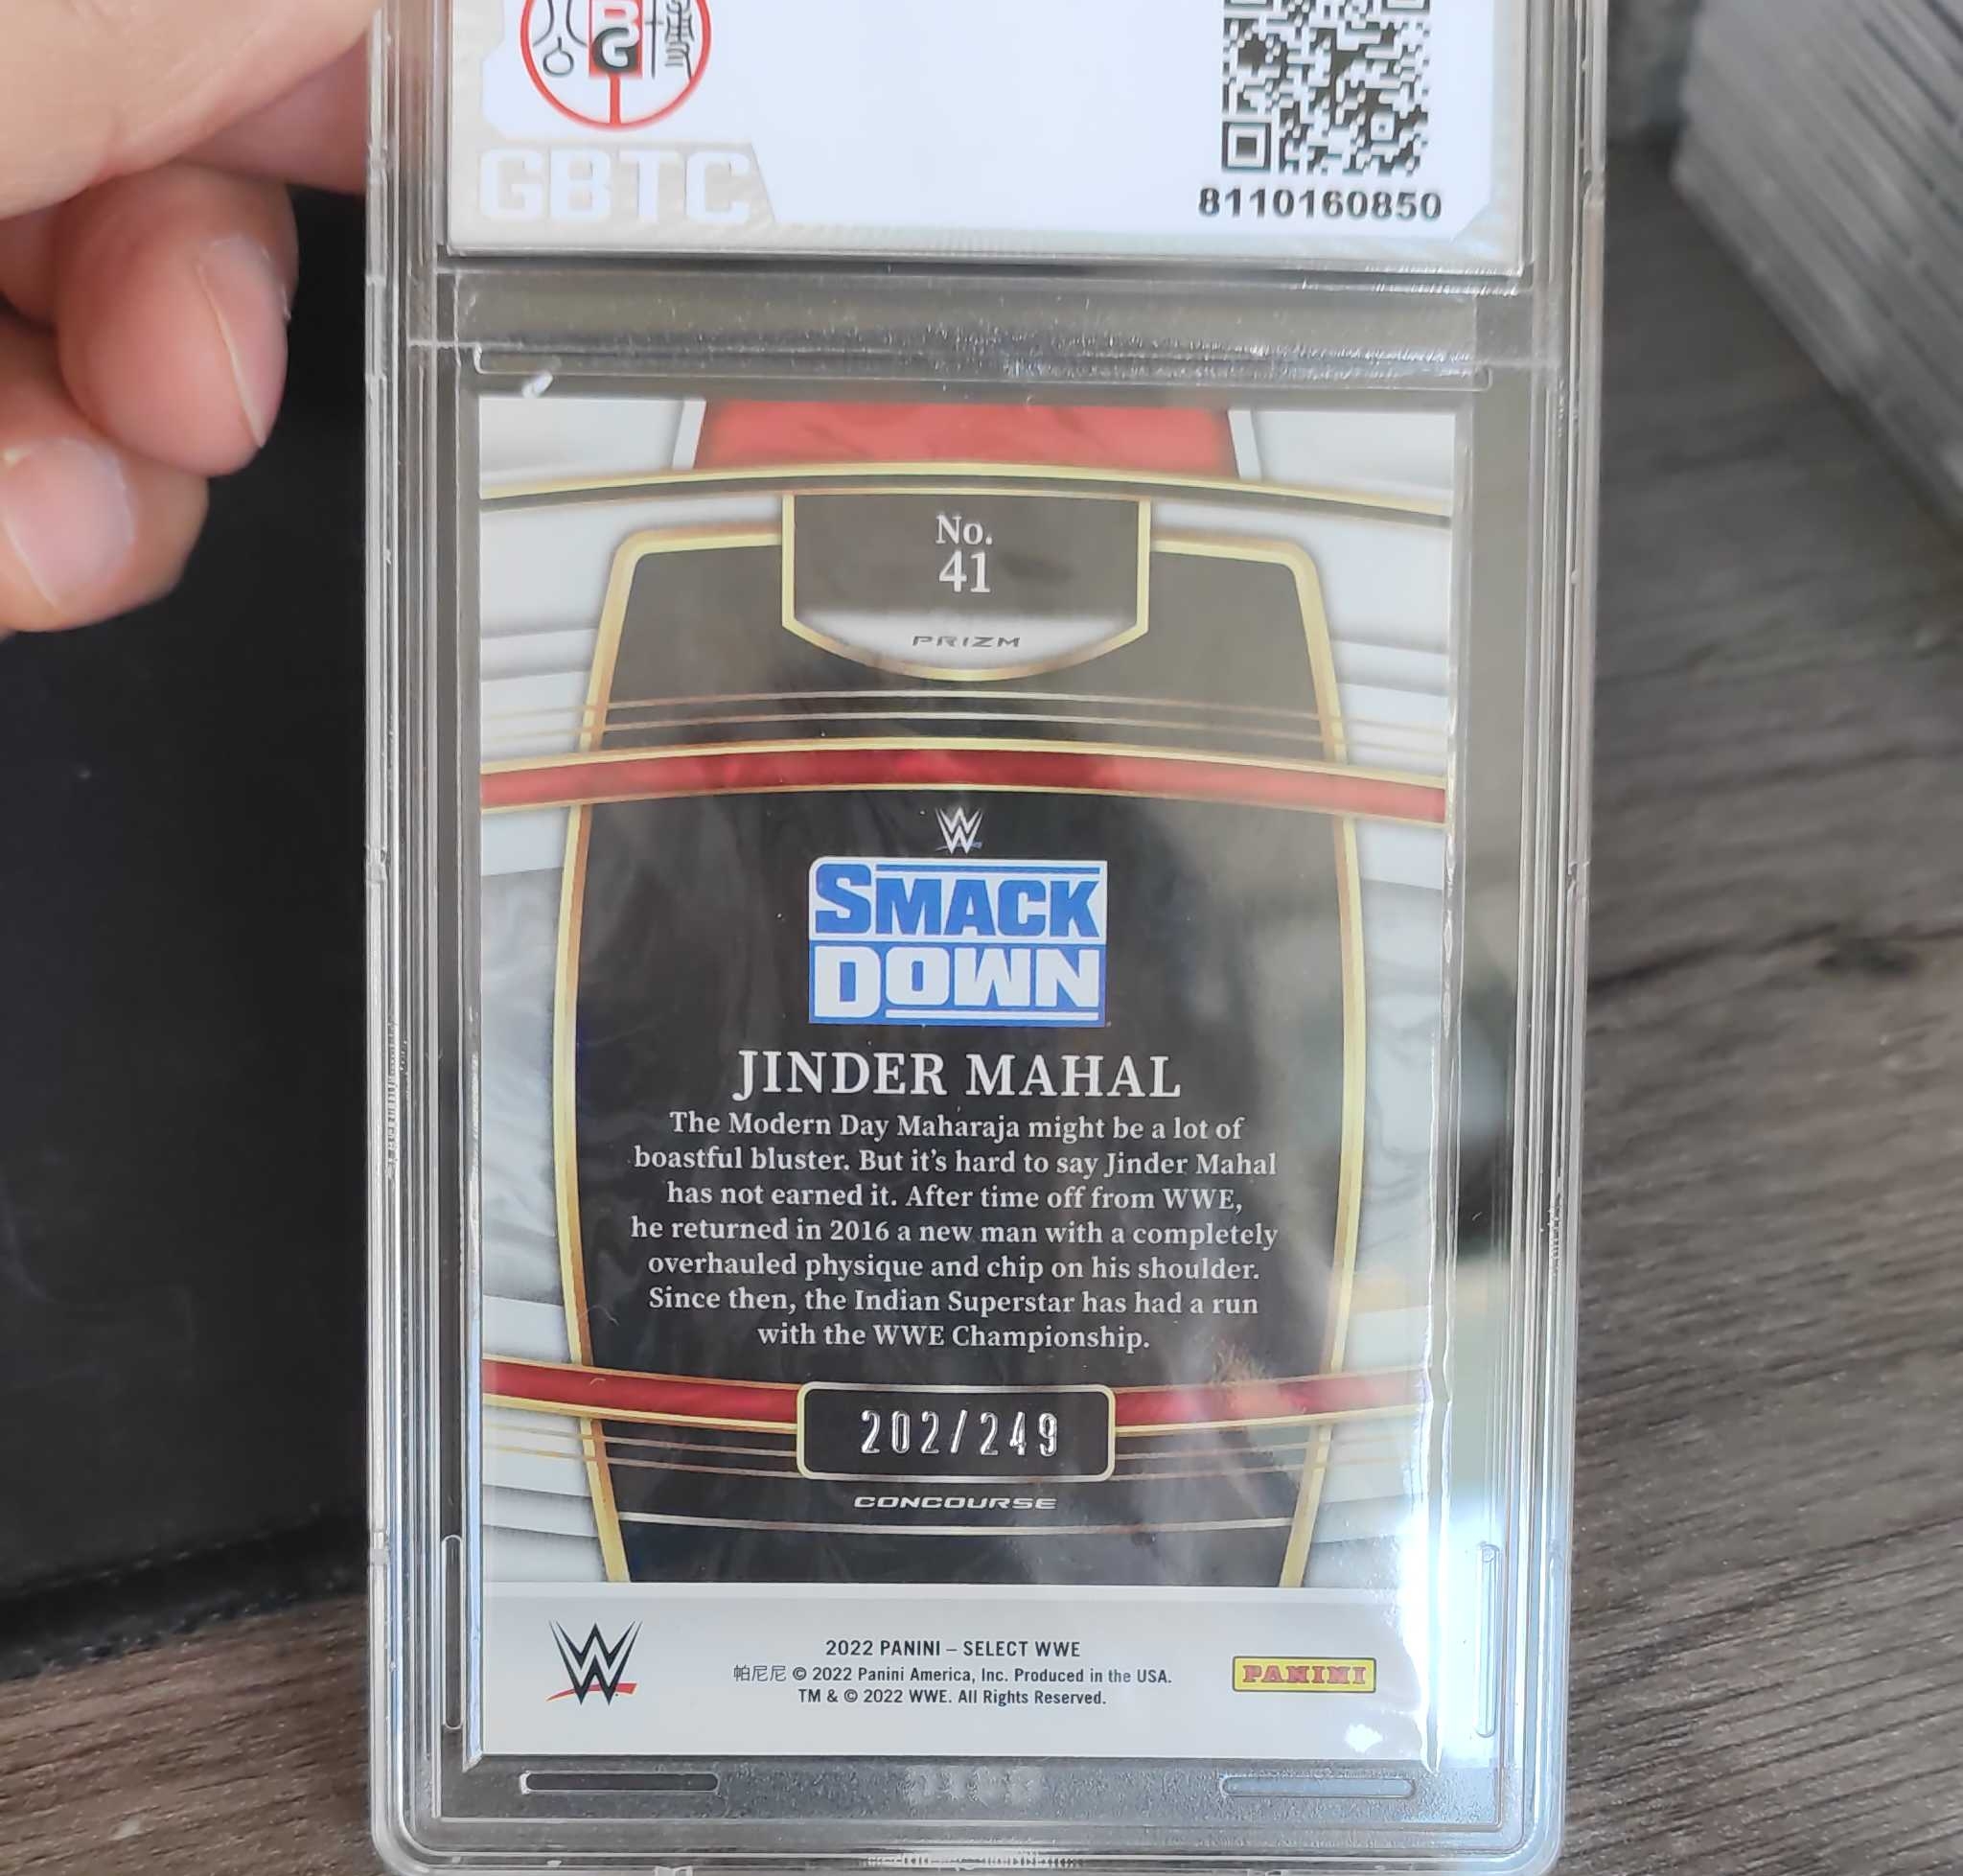 GBTC
8110160850
No.
41
PRIZM
SMACK
DOWN
JINDER MAHAL
The Modern Day Maharaja might be a lot of
boastful bluster. But it's hard to say Jinder Mahal
has not earned it. After time off from WWE,
he returned in 2016 a new man with a completely
overhauled physique and chip on his shoulder.
Since then, the Indian Superstar has had a run
with the WWE Championship.
202/249
CONCOURSE
2022 PANINI – SELECT WWE
帕尼尼 © 2022 Panini America, Inc. Produced in the USA.
TM & © 2022 WWE. All Rights Reserved.
PANINI